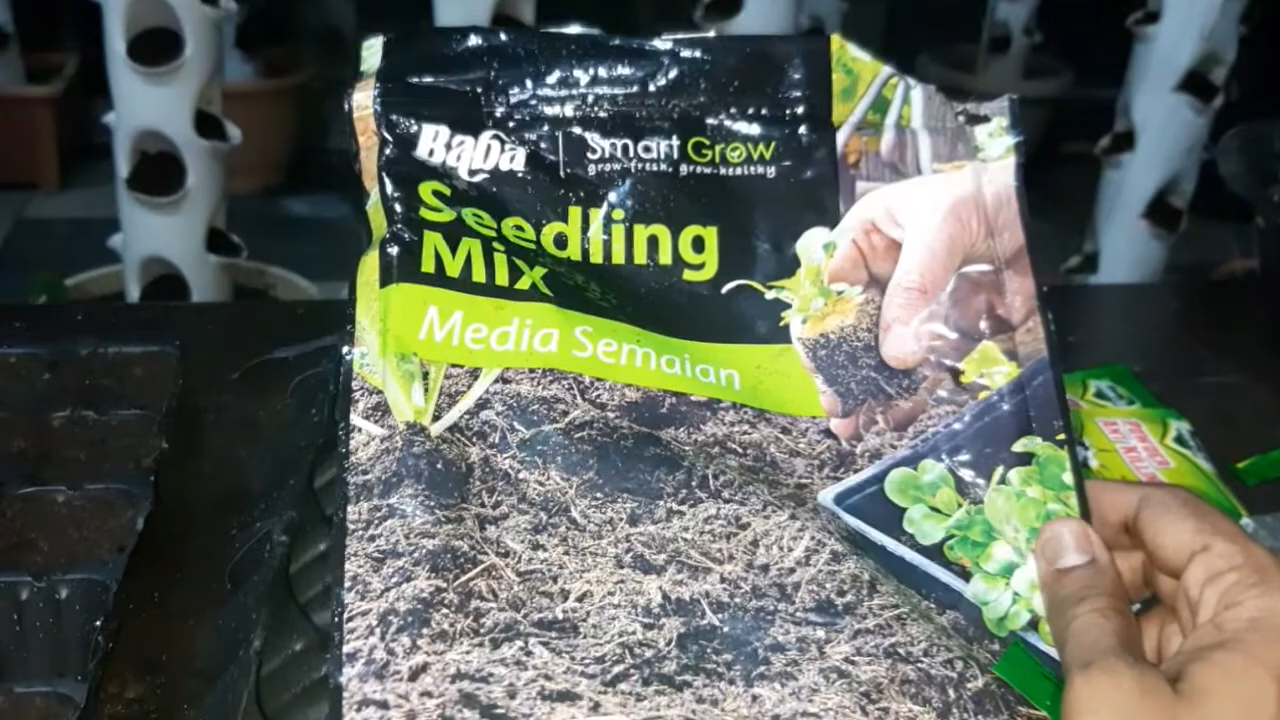 Baba
Smart Grow
grow-fresh, grow-healthy
Seedling
Mix
Media Semaian